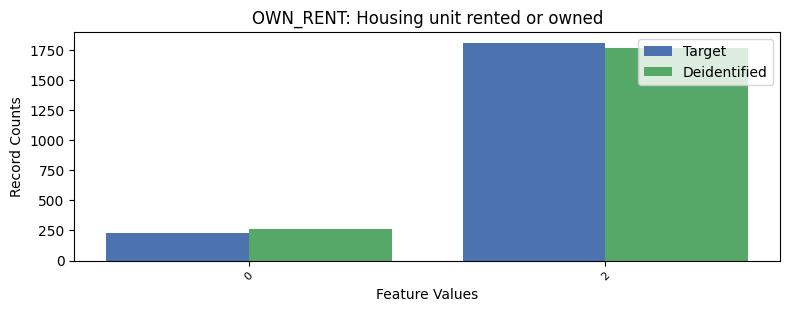 OWN_RENT: Housing unit rented or owned
Target
Deidentified
Record Counts
1750
1500
1250
1000
750
500
250
0
0
2
Feature Values